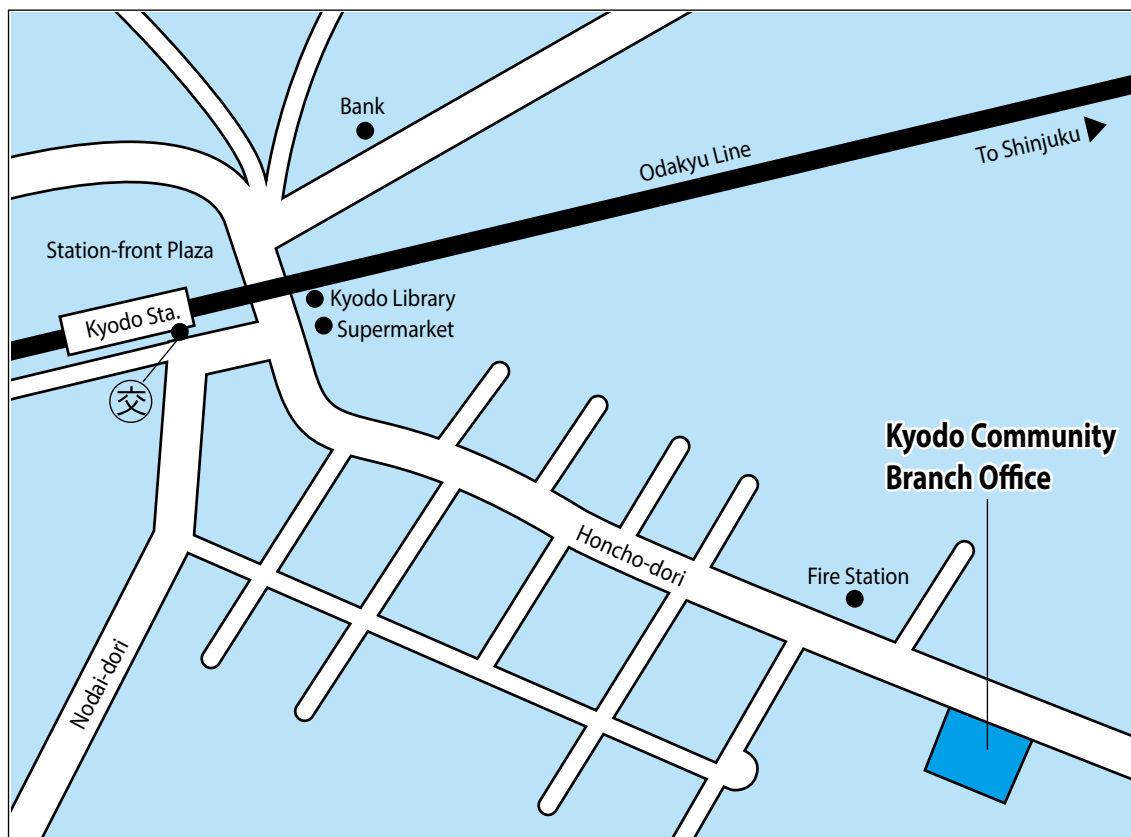 Bank
Odakyu Line
To Shinjuku
Station-front Plaza
Kyodo Library
Kyodo Sta.
Supermarket
交
Kyodo Community
Branch Office
Honcho-dori
Fire Station
Nodai-dori